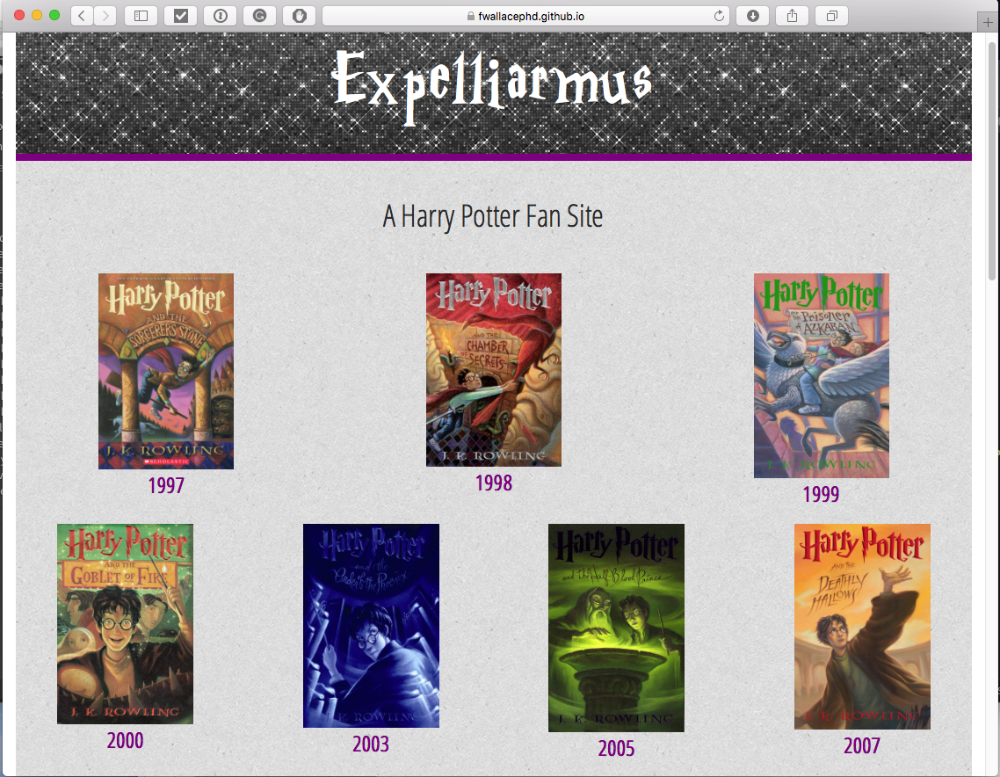 fwallacephd.github.io
Expelliarmus
A Harry Potter Fan Site
Harry Potter
AND THE
SORCERER'S STONE
J. K. ROWLING
SCHOLASTIC
1997
Harry Potter
AND THE
CHAMBER
OF
SECRETS
J. K. ROWLING
1998
Harry Potter
AND THE
Prisoner
of
AZKABAN
J. K. ROWLING
1999
Harry Potter
AND THE
GOBLET OF FIRE
J. K. ROWLING
2000
Harry Potter
and the
Order of the Phoenix
J. K. ROWLING
2003
Harry Potter
and the Half-Blood Prince
J. K. ROWLING
2005
Harry Potter
AND THE
DEATHLY
HALLOWS
J. K. ROWLING
2007